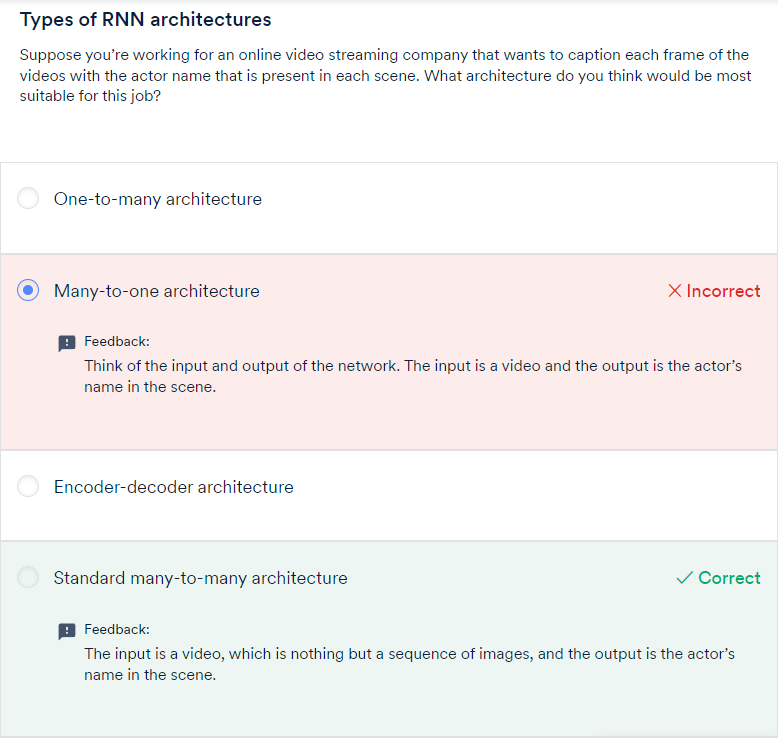 Types of RNN architectures
Suppose you're working for an online video streaming company that wants to caption each frame of the
videos with the actor name that is present in each scene. What architecture do you think would be most
suitable for this job?
One-to-many architecture
Many-to-one architecture
Incorrect
Feedback:
Think of the input and output of the network. The input is a video and the output is the actor's
name in the scene.
Encoder-decoder architecture
Standard many-to-many architecture
Correct
Feedback:
The input is a video, which is nothing but a sequence of images, and the output is the actor's
name in the scene.